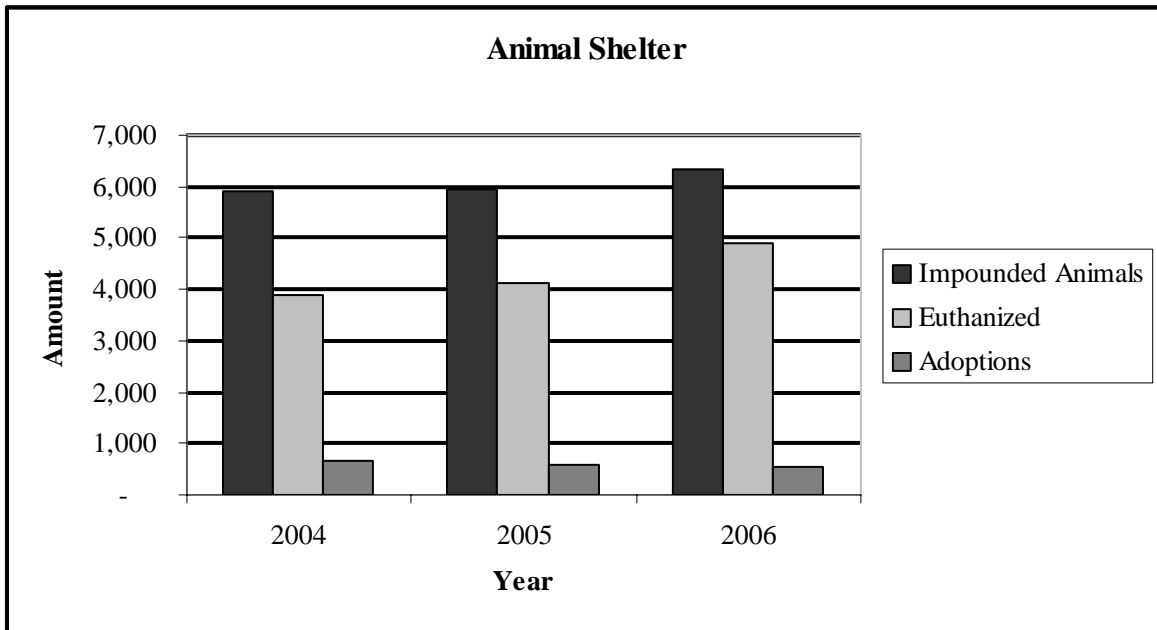 Animal Shelter
7,000
6,000
5,000
4,000
3,000
2,000
1,000
-
Amount
2004
2005
2006
Year
Impounded Animals
Euthanized
Adoptions